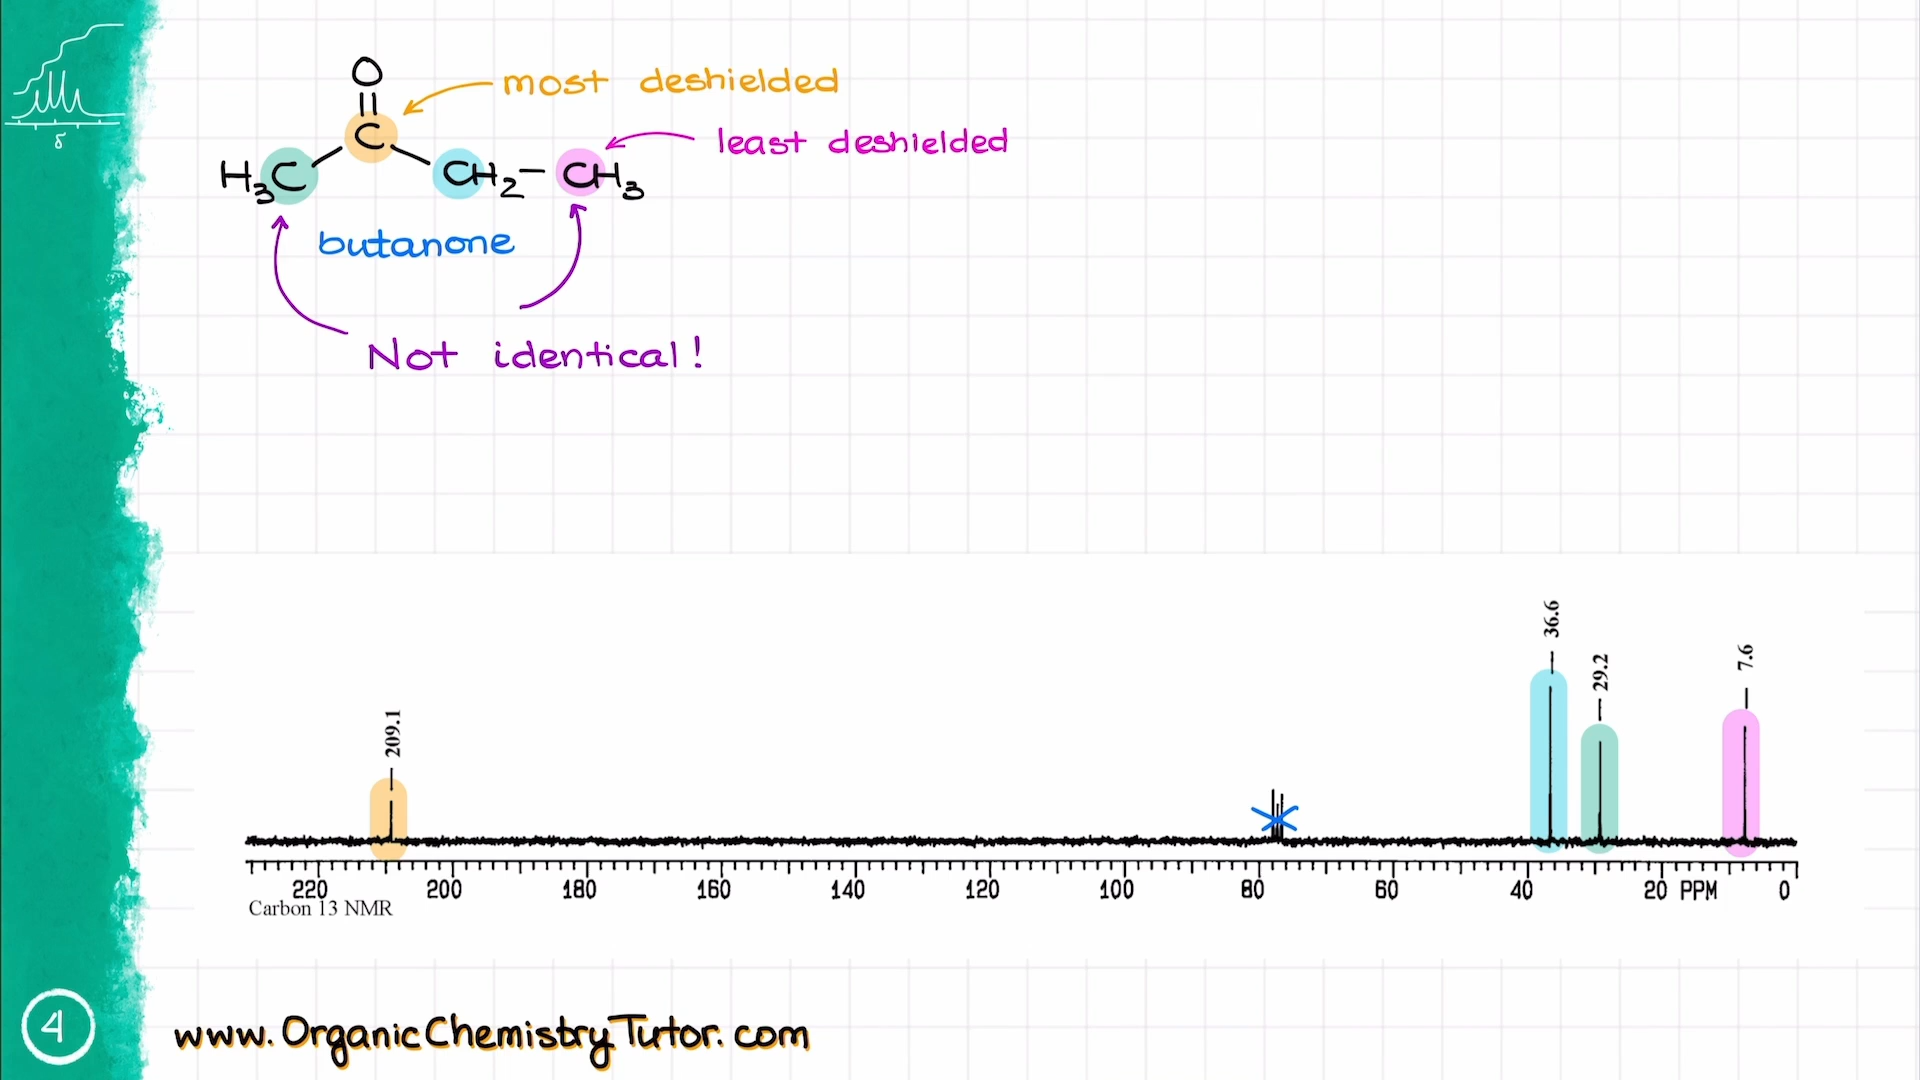 δ
O
most deshielded
C
least deshielded
H3C
CH2-CH3
butanone
Not identical!
36.6
29.2
7.6
209.1
220 200 180 160 140 120 100 80 60 40 20 PPM 0
Carbon 13 NMR
4
www.OrganicChemistryTutor.com